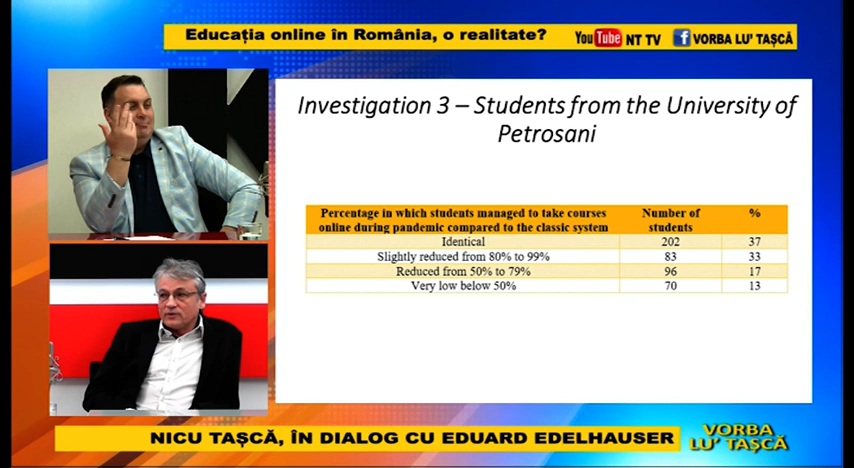 Educația online în România, o realitate?
YouTube NT TV f VORBA LU' TAȘCĂ
Investigation 3 – Students from the University of
Petrosani
Percentage in which students managed to take courses
online during pandemic compared to the classic system
Number of
students
%
Identical 202 37
Slightly reduced from 80% to 99% 83 33
Reduced from 50% to 79% 96 17
Very low below 50% 70 13
NICU TAȘCĂ, ÎN DIALOG CU EDUARD EDELHAUSER
VORBA
LU' TAȘCĂ